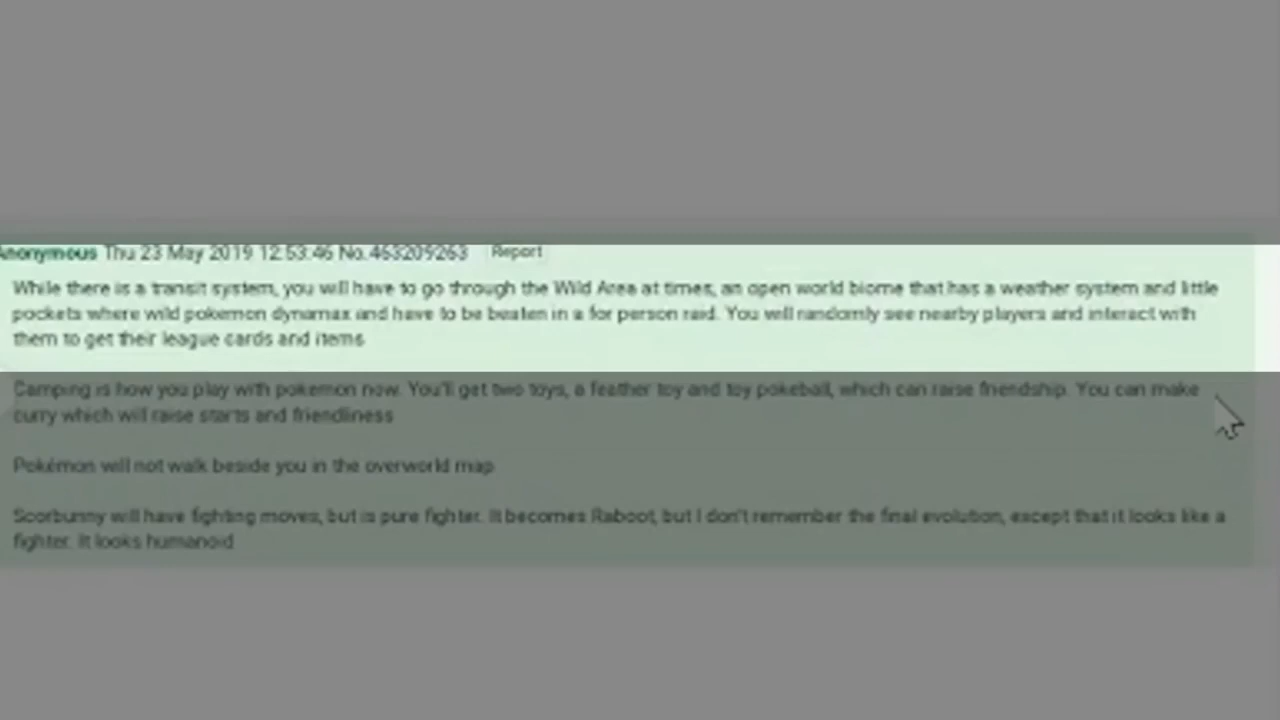 Anonymous Thu 23 May 2019 12:53:46 No.463209263 Report
While there is a transit system, you will have to go through the Wild Area at times, an open world biome that has a weather system and little
pockets where wild pokemon dynamax and have to be beaten in a for person raid. You will randomly see nearby players and interact with
them to get their league cards and items
Camping is how you play with pokemon now. You'll get two toys, a feather toy and toy pokeball, which can raise friendship. You can make
curry which will raise starts and friendliness
Pokémon will not walk beside you in the overworld map
Scorbunny will have fighting moves, but is pure fighter. It becomes Raboot, but I don't remember the final evolution, except that it looks like a
fighter. It looks humanoid